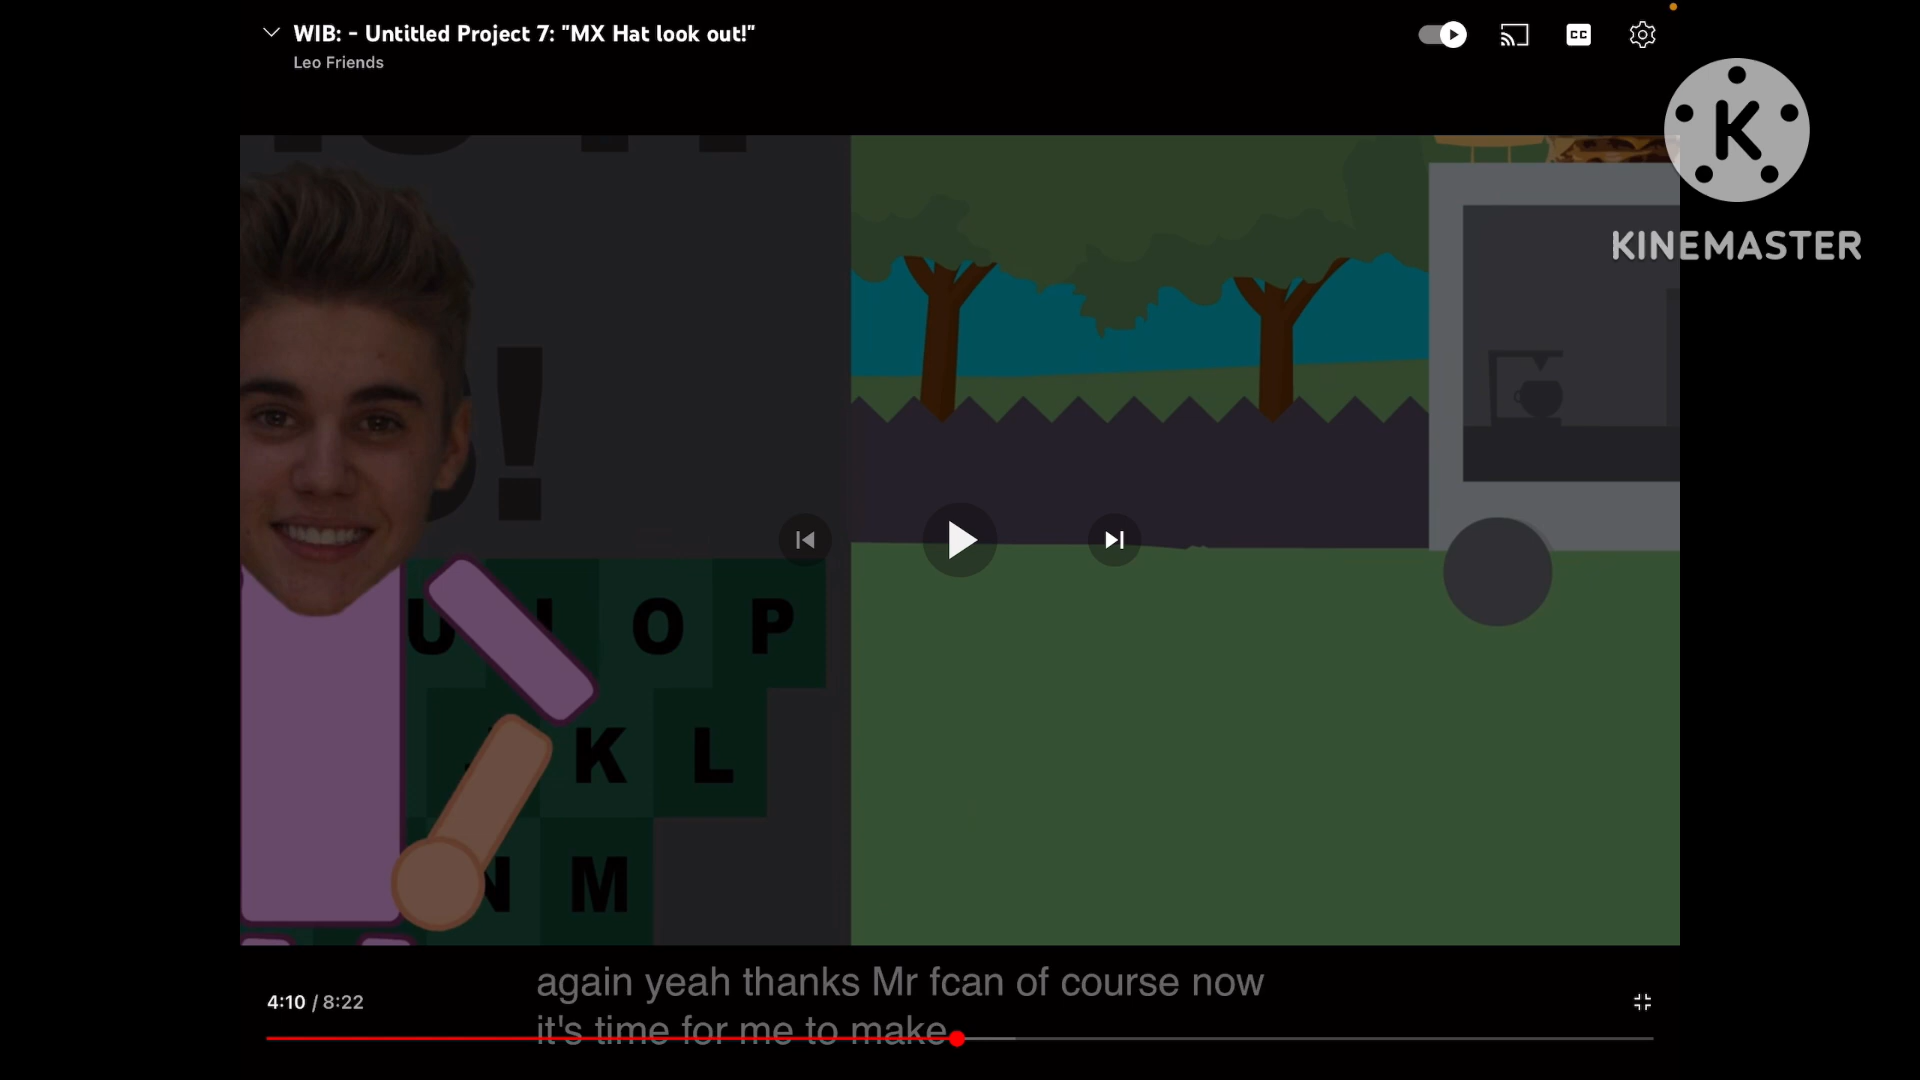 WIB: - Untitled Project 7: "MX Hat look out!"
Leo Friends
CC
K
KINEMASTER
!
U I O P
K L
N M
again yeah thanks Mr fcan of course now
it's time for me to make
4:10 / 8:22